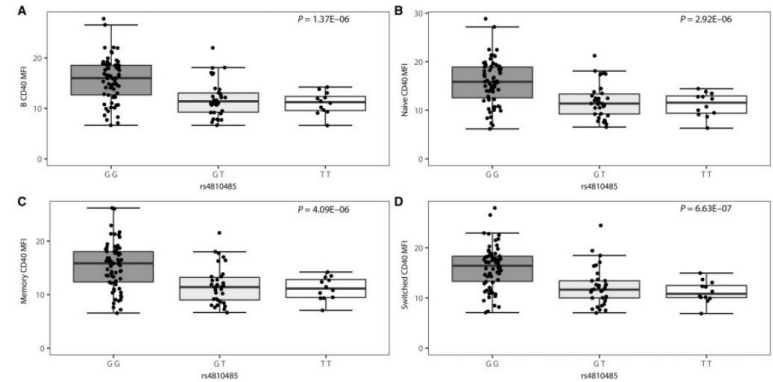 A
P = 1.37E–06
B CD40 MFI
20
10
0
GG
GT
TT
rs4810485
B
P = 2.92E–06
Naive CD40 MFI
30
20
10
0
GG
GT
TT
rs4810485
C
P = 4.09E–06
Memory CD40 MFI
20
10
0
GG
GT
TT
rs4810485
D
P = 6.63E–07
Switched CD40 MFI
20
10
0
GG
GT
TT
rs4810485